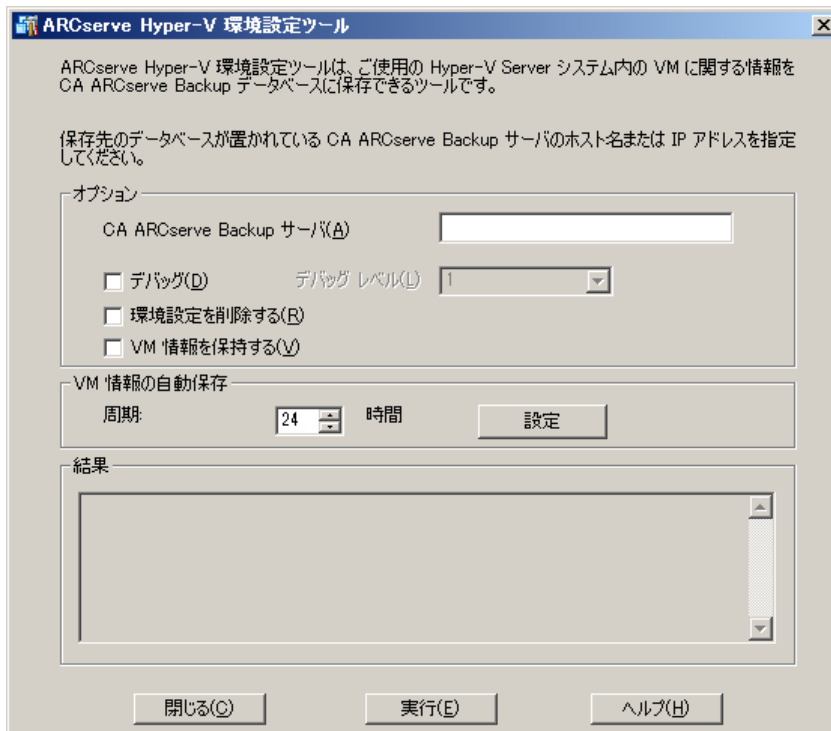 ARCserve Hyper-V 環境設定ツール
ARCserve Hyper-V 環境設定ツールは、ご使用の Hyper-V Server システム内の VM に関する情報を
CA ARCserve Backup データベースに保存できるツールです。
保存先のデータベースが置かれている CA ARCserve Backup サーバのホスト名または IP アドレスを指定
してください。
オプション
CA ARCserve Backup サーバ(A)
デバッグ(D) デバッグ レベル(L) 1
環境設定を削除する(R)
VM 情報を保持する(V)
VM 情報の自動保存
周期: 24 時間 設定
結果
閉じる(C) 実行(E) ヘルプ(H)